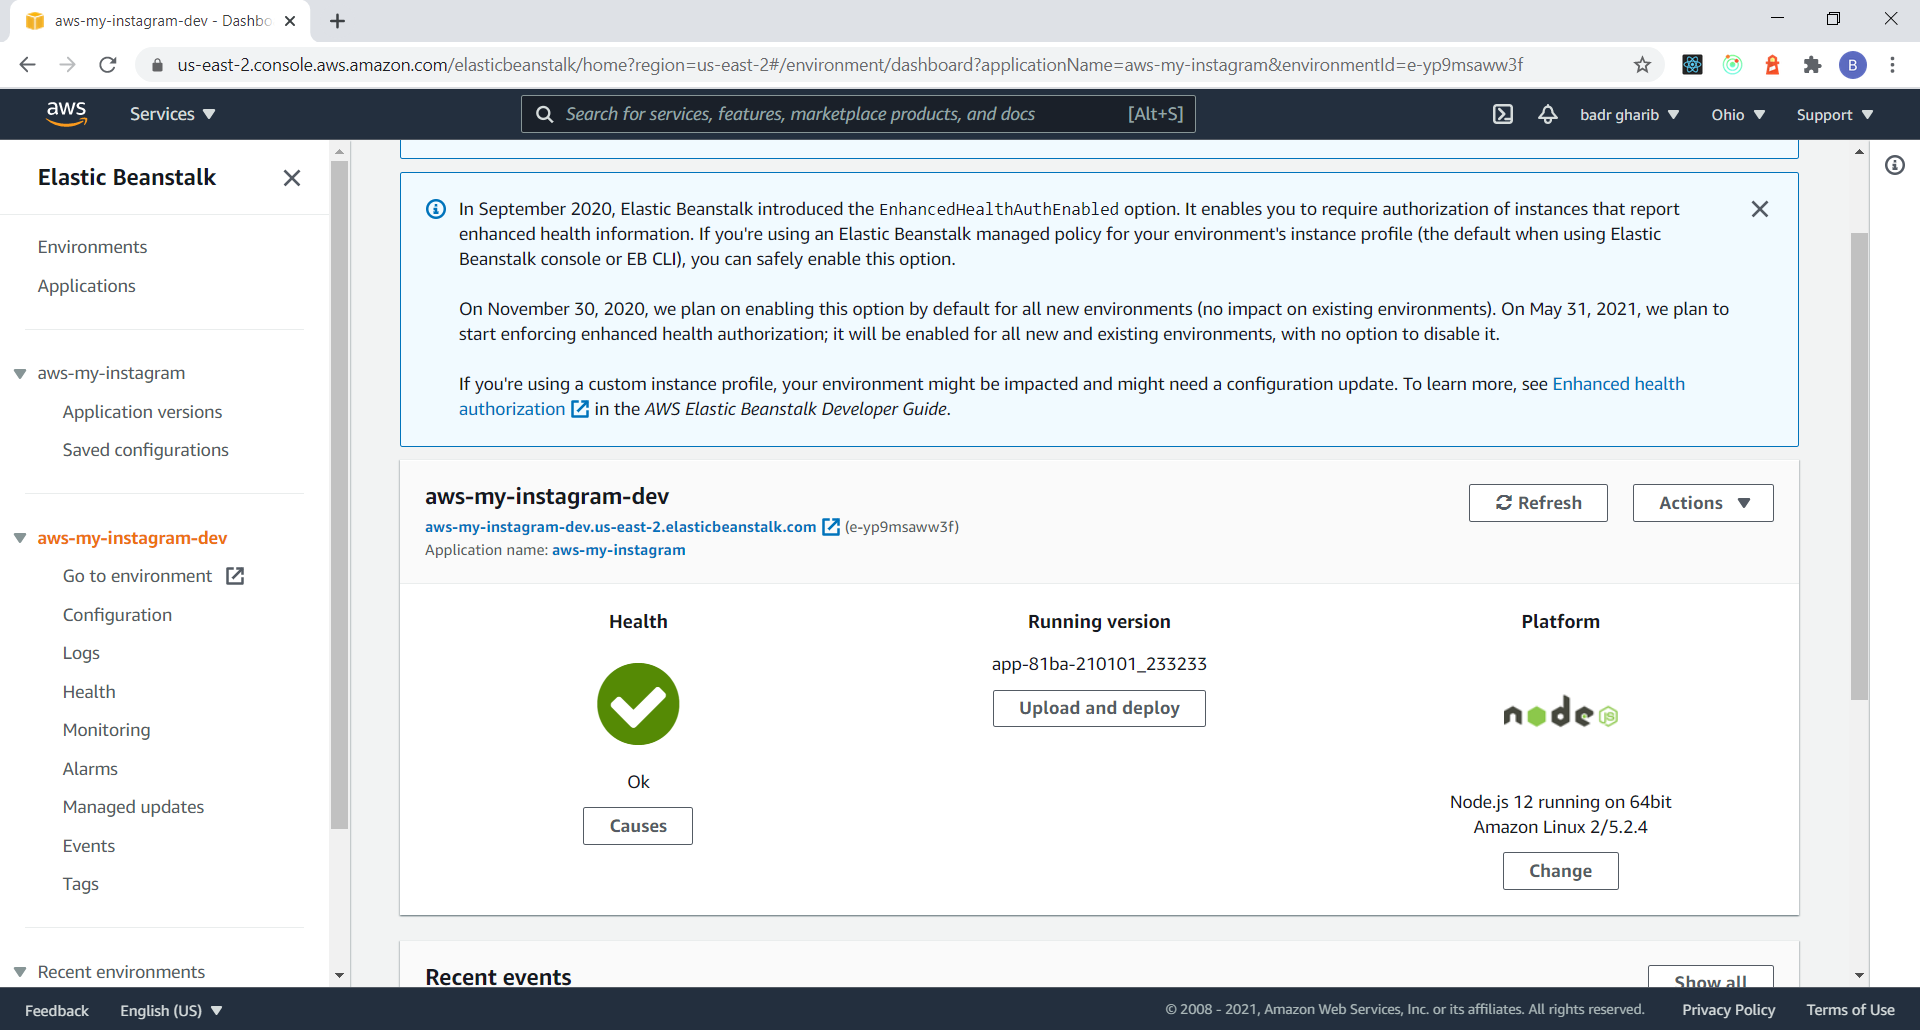 aws-my-instagram-dev - Dashbo
us-east-2.console.aws.amazon.com/elasticbeanstalk/home?region=us-east-2#/environment/dashboard?applicationName=aws-my-instagram&environmentId=e-yp9msaww3f
B
aws
Services
Search for services, features, marketplace products, and docs
[Alt+S]
badr gharib
Ohio
Support
Elastic Beanstalk
Environments
Applications
aws-my-instagram
Application versions
Saved configurations
aws-my-instagram-dev
Go to environment
Configuration
Logs
Health
Monitoring
Alarms
Managed updates
Events
Tags
Recent environments
In September 2020, Elastic Beanstalk introduced the EnhancedHealthAuthEnabled option. It enables you to require authorization of instances that report
enhanced health information. If you're using an Elastic Beanstalk managed policy for your environment's instance profile (the default when using Elastic
Beanstalk console or EB CLI), you can safely enable this option.
On November 30, 2020, we plan on enabling this option by default for all new environments (no impact on existing environments). On May 31, 2021, we plan to
start enforcing enhanced health authorization; it will be enabled for all new and existing environments, with no option to disable it.
If you're using a custom instance profile, your environment might be impacted and might need a configuration update. To learn more, see Enhanced health
authorization in the AWS Elastic Beanstalk Developer Guide.
aws-my-instagram-dev
Refresh
Actions
aws-my-instagram-dev.us-east-2.elasticbeanstalk.com (e-yp9msaww3f)
Application name: aws-my-instagram
Health
Ok
Causes
Running version
app-81ba-210101_233233
Upload and deploy
Platform
node JS
Node.js 12 running on 64bit
Amazon Linux 2/5.2.4
Change
Recent events
Show all
Feedback
English (US)
© 2008 - 2021, Amazon Web Services, Inc. or its affiliates. All rights reserved.
Privacy Policy
Terms of Use